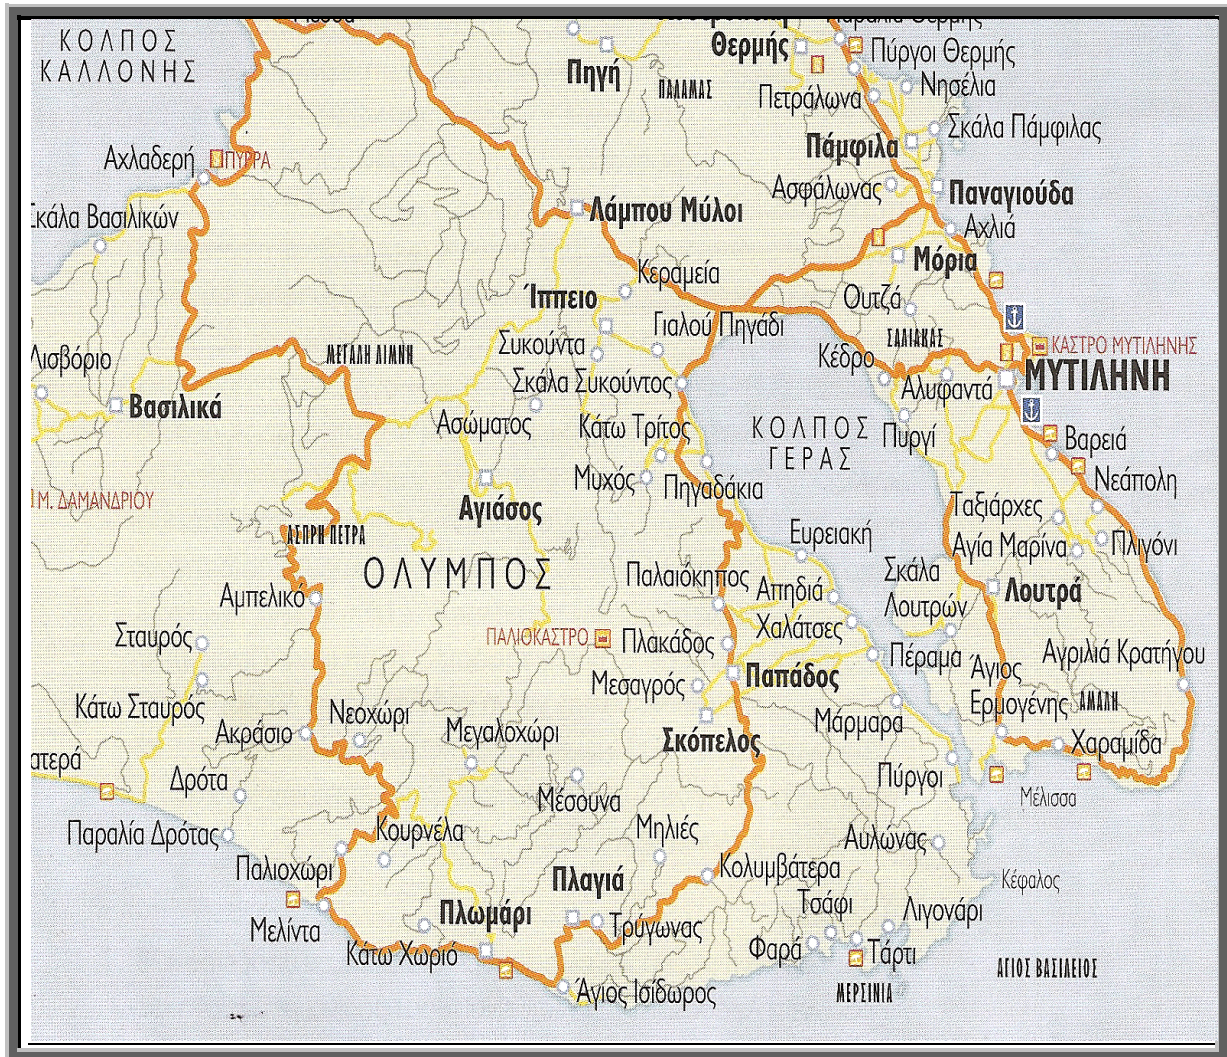 ΚΟΛΠΟΣ
ΚΑΛΛΟΝΗΣ
Πηγή
Θερμής
Πύργοι Θερμής
ΠΑΛΑΜΑΣ
Πετράλωνα
Νησέλια
Σκάλα Πάμφιλας
Πάμφιλα
Αχλαδερή
ΠΥΡΡΑ
Ασφάλωνας
Παναγιούδα
Σκάλα Βασιλικών
Λάμπου Μύλοι
Αχλιά
Μόρια
Κεραμεία
Ίππειο
Ουτζά
Γιαλού Πηγάδι
ΣΑΛΙΑΚΑΣ
Λισβόριο
ΜΕΓΑΛΗ ΛΙΜΝΗ
Συκούντα
Κέδρο
ΚΑΣΤΡΟ ΜΥΤΙΛΗΝΗΣ
ΜΥΤΙΛΗΝΗ
Σκάλα Συκούντος
Αλυφαντά
Βασιλικά
Ασώματος
Κάτω Τρίτος
ΚΟΛΠΟΣ
ΓΕΡΑΣ
Πυργί
Βαρειά
Μυχός
Πηγαδάκια
Νεάπολη
Μ. ΔΑΜΑΝΔΡΙΟΥ
Αγιάσος
Ταξιάρχες
ΑΣΠΡΗ ΠΕΤΡΑ
Ευρειακή
Αγία Μαρίνα
Πλιγόνι
ΟΛΥΜΠΟΣ
Παλαιόκηπος
Απηδιά
Σκάλα
Λουτρών
Λουτρά
Αμπελικό
Χαλάτσες
Σταυρός
ΠΑΛΙΟΚΑΣΤΡΟ
Πλακάδος
Πέραμα
Άγιος
Ερμογένης
Αγριλιά Κρατήγου
Μεσαγρός
Παπάδος
ΑΜΑΛΗ
Κάτω Σταυρός
Νεοχώρι
Μάρμαρα
Ακράσιο
Μεγαλοχώρι
Σκόπελος
Χαραμίδα
ατερά
Δρότα
Μέσουνα
Πύργοι
Μέλισσα
Παραλία Δρότας
Κουρνέλα
Μηλιές
Αυλώνας
Παλιοχώρι
Πλαγιά
Κολυμβάτερα
Κέφαλος
Μελίντα
Πλωμάρι
Τρύγωνας
Τσάφι
Λιγονάρι
Κάτω Χωριό
Φαρά
Τάρτι
ΑΓΙΟΣ ΒΑΣΙΛΕΙΟΣ
Άγιος Ισίδωρος
ΜΕΡΣΙΝΙΑ